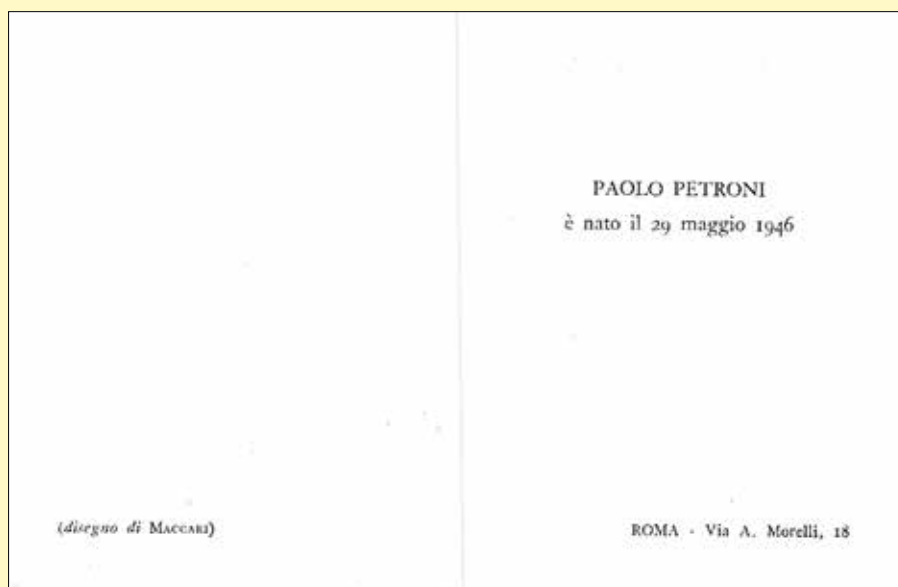 PAOLO PETRONI
è nato il 29 maggio 1946
(disegno di MACCARI)
ROMA - Via A. Morelli, 18